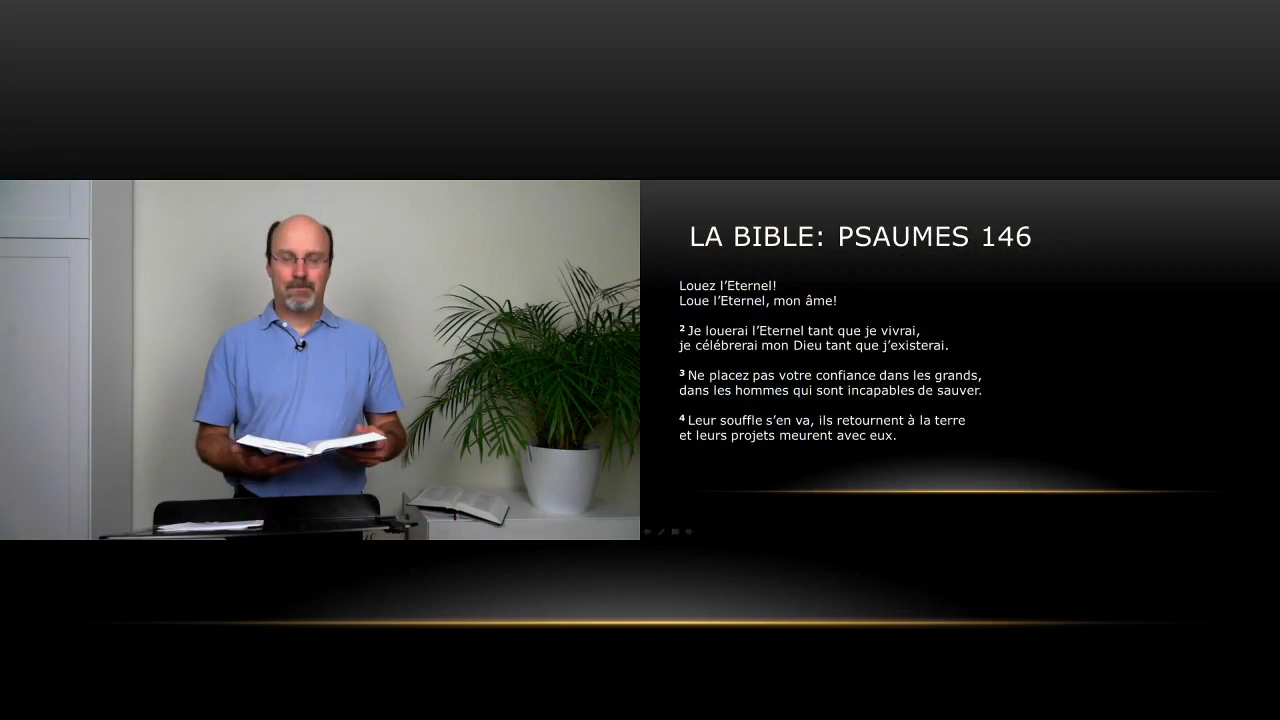 LA BIBLE: PSAUMES 146
Louez l’Eternel!
Loue l’Eternel, mon âme!
2 Je louerai l’Eternel tant que je vivrai,
je célébrerai mon Dieu tant que j’existerai.
3 Ne placez pas votre confiance dans les grands,
dans les hommes qui sont incapables de sauver.
4 Leur souffle s’en va, ils retournent à la terre
et leurs projets meurent avec eux.